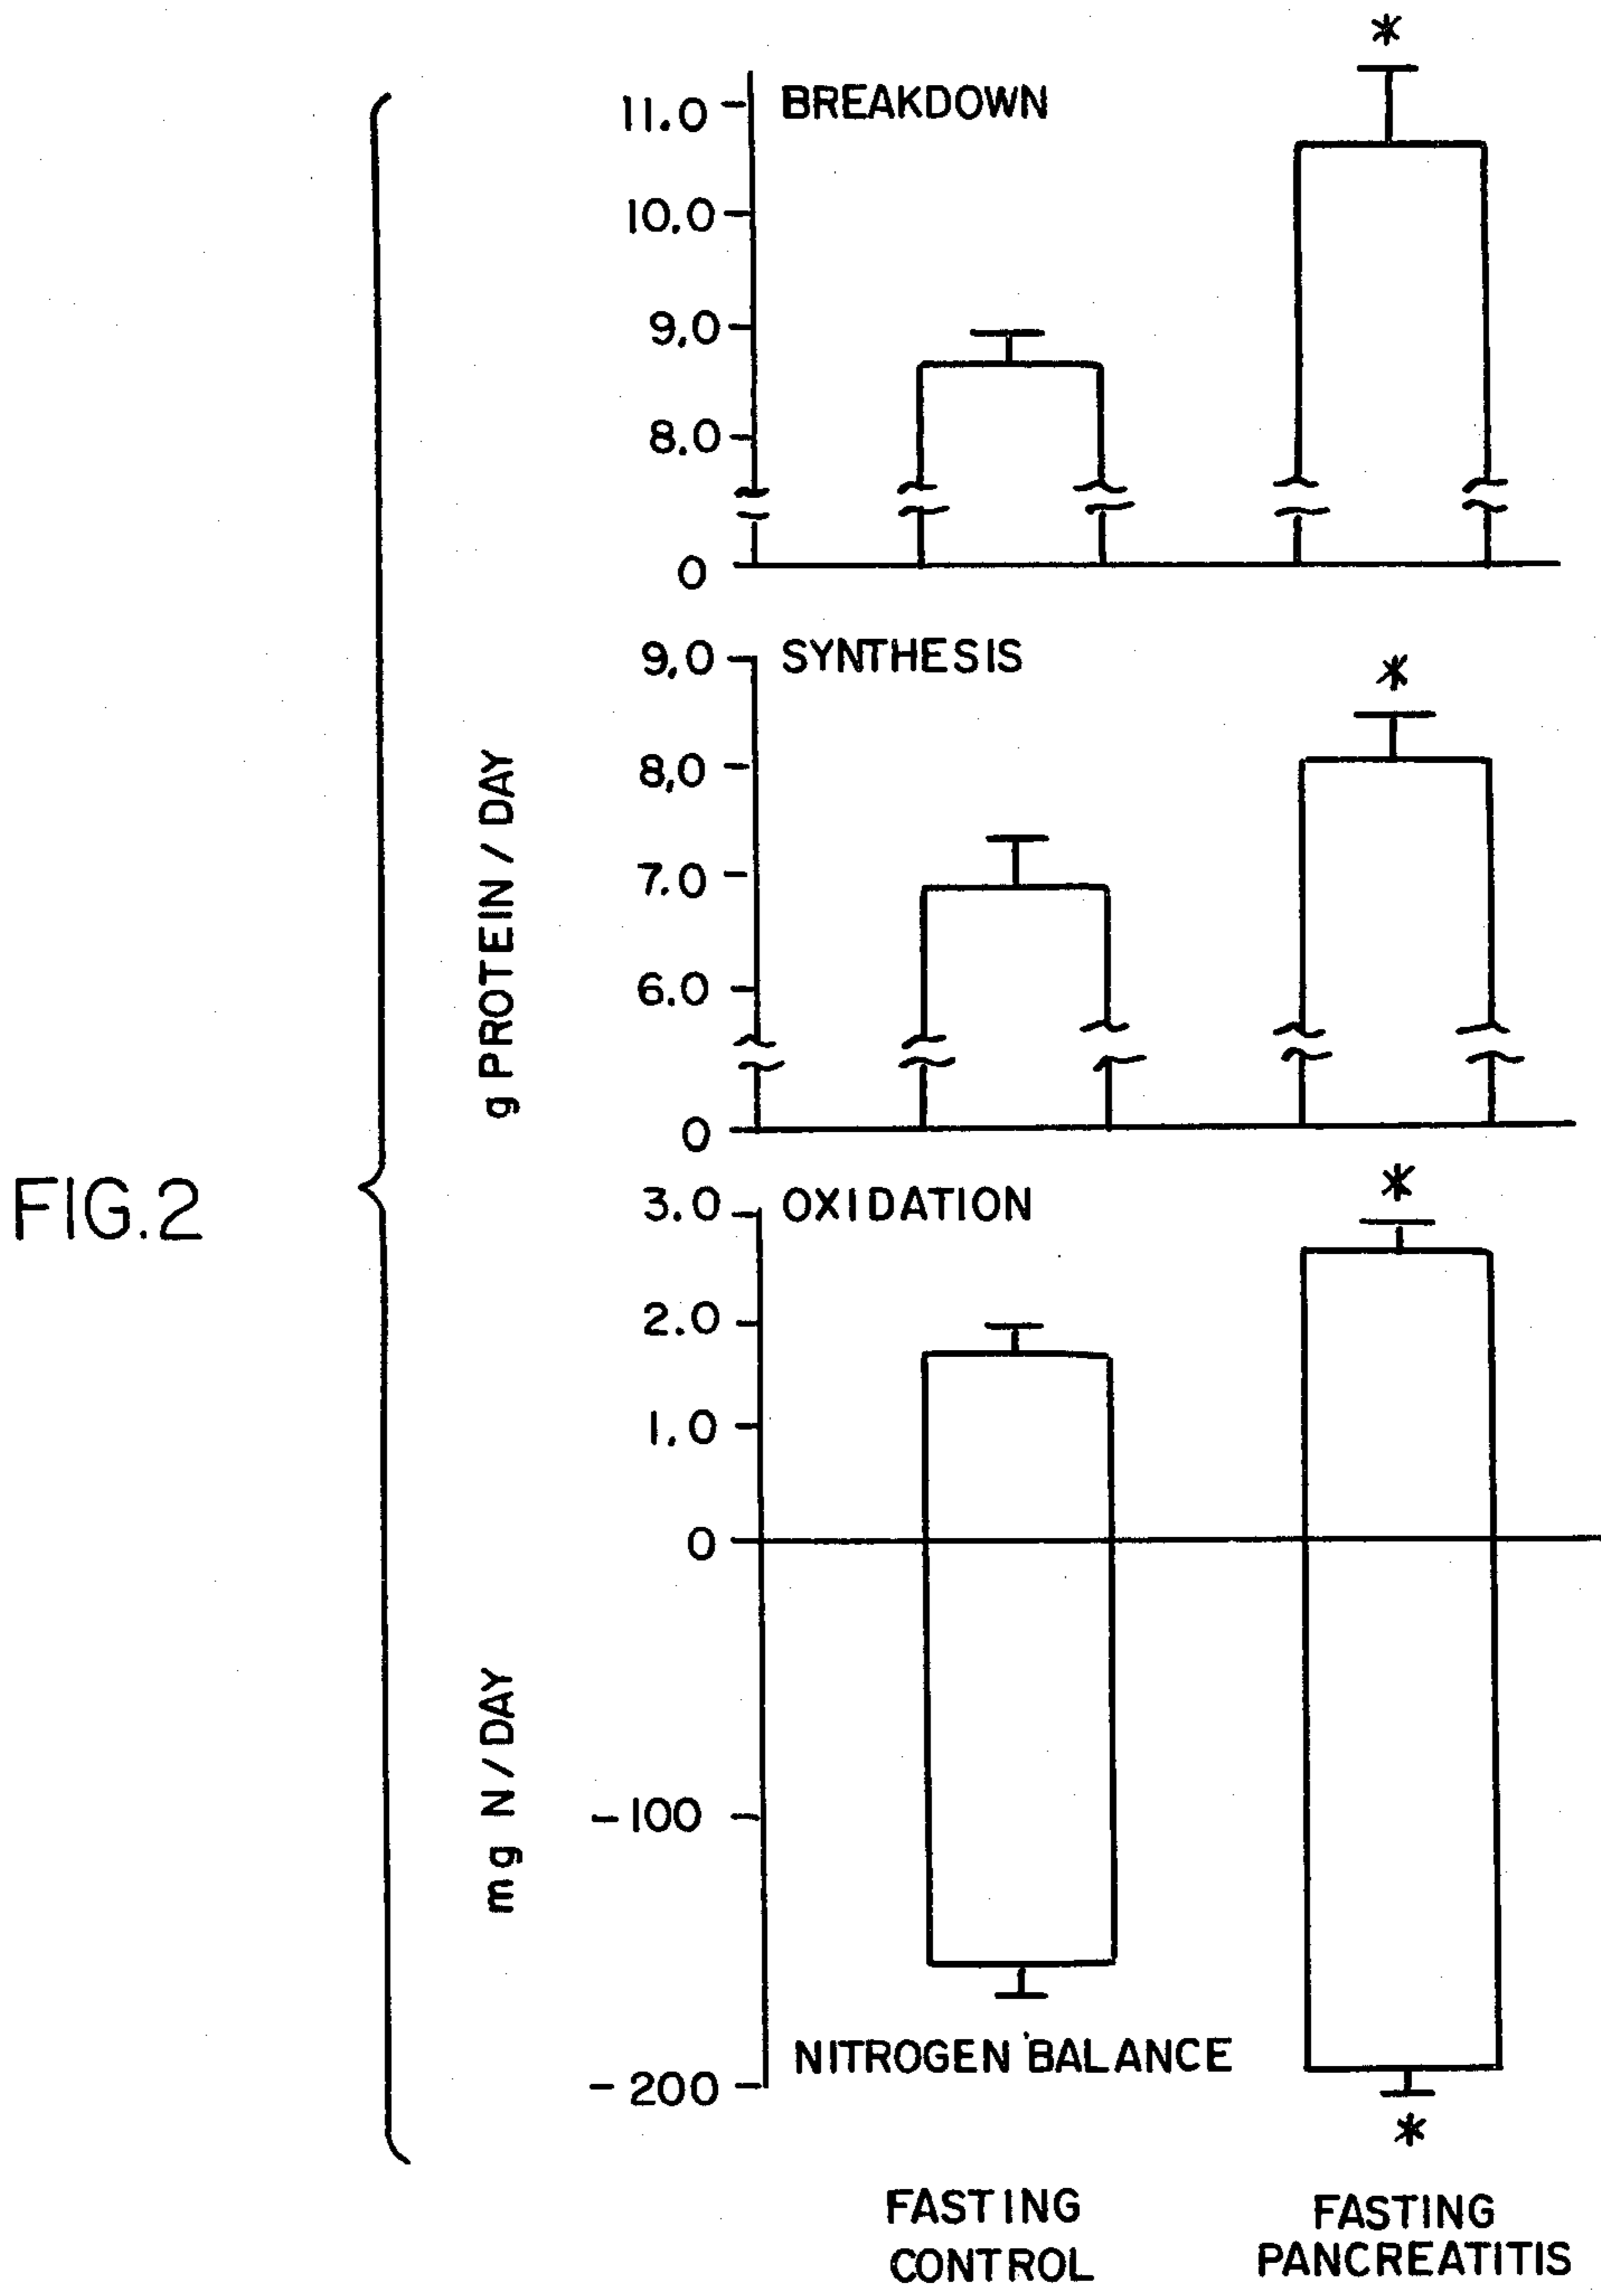 *
11.0 BREAKDOWN
10.0
9.0
8.0
0
9.0 SYNTHESIS
*
8.0
7.0
6.0
0
g PROTEIN / DAY
FIG.2
*
3.0 OXIDATION
2.0
1.0
0
mg N/DAY
-100
NITROGEN BALANCE
-200
*
FASTING CONTROL
FASTING PANCREATITIS